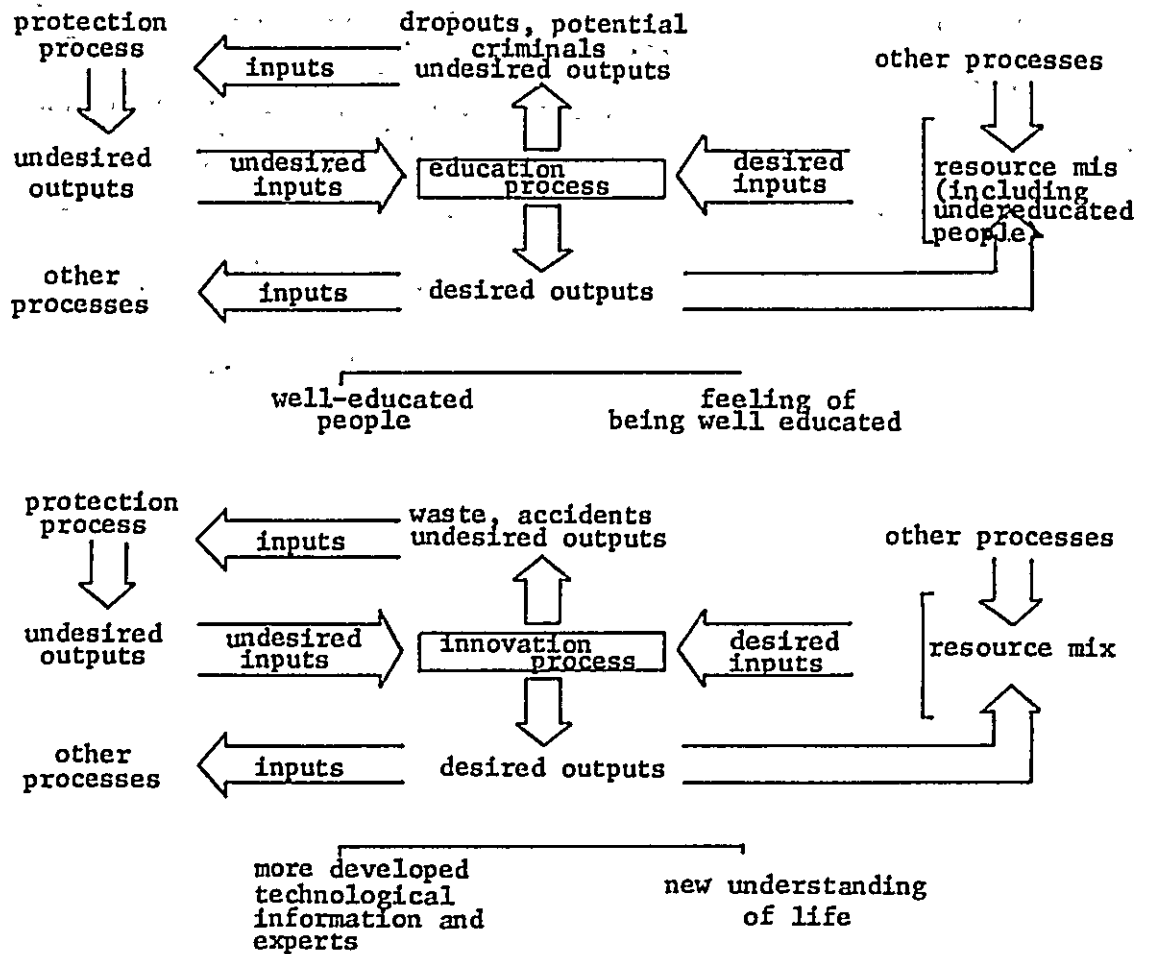 protection
process
dropouts, potential
criminals
undesired outputs
inputs
other processes
undesired
outputs
undesired
inputs
education
process
desired
inputs
resource mis
(including
undereducated
people)
other
processes
inputs
desired outputs
well-educated
people
feeling of
being well educated
protection
process
waste, accidents
undesired outputs
inputs
other processes
undesired
outputs
undesired
inputs
innovation
process
desired
inputs
resource mix
other
processes
inputs
desired outputs
more developed
technological
information and
experts
new understanding
of life